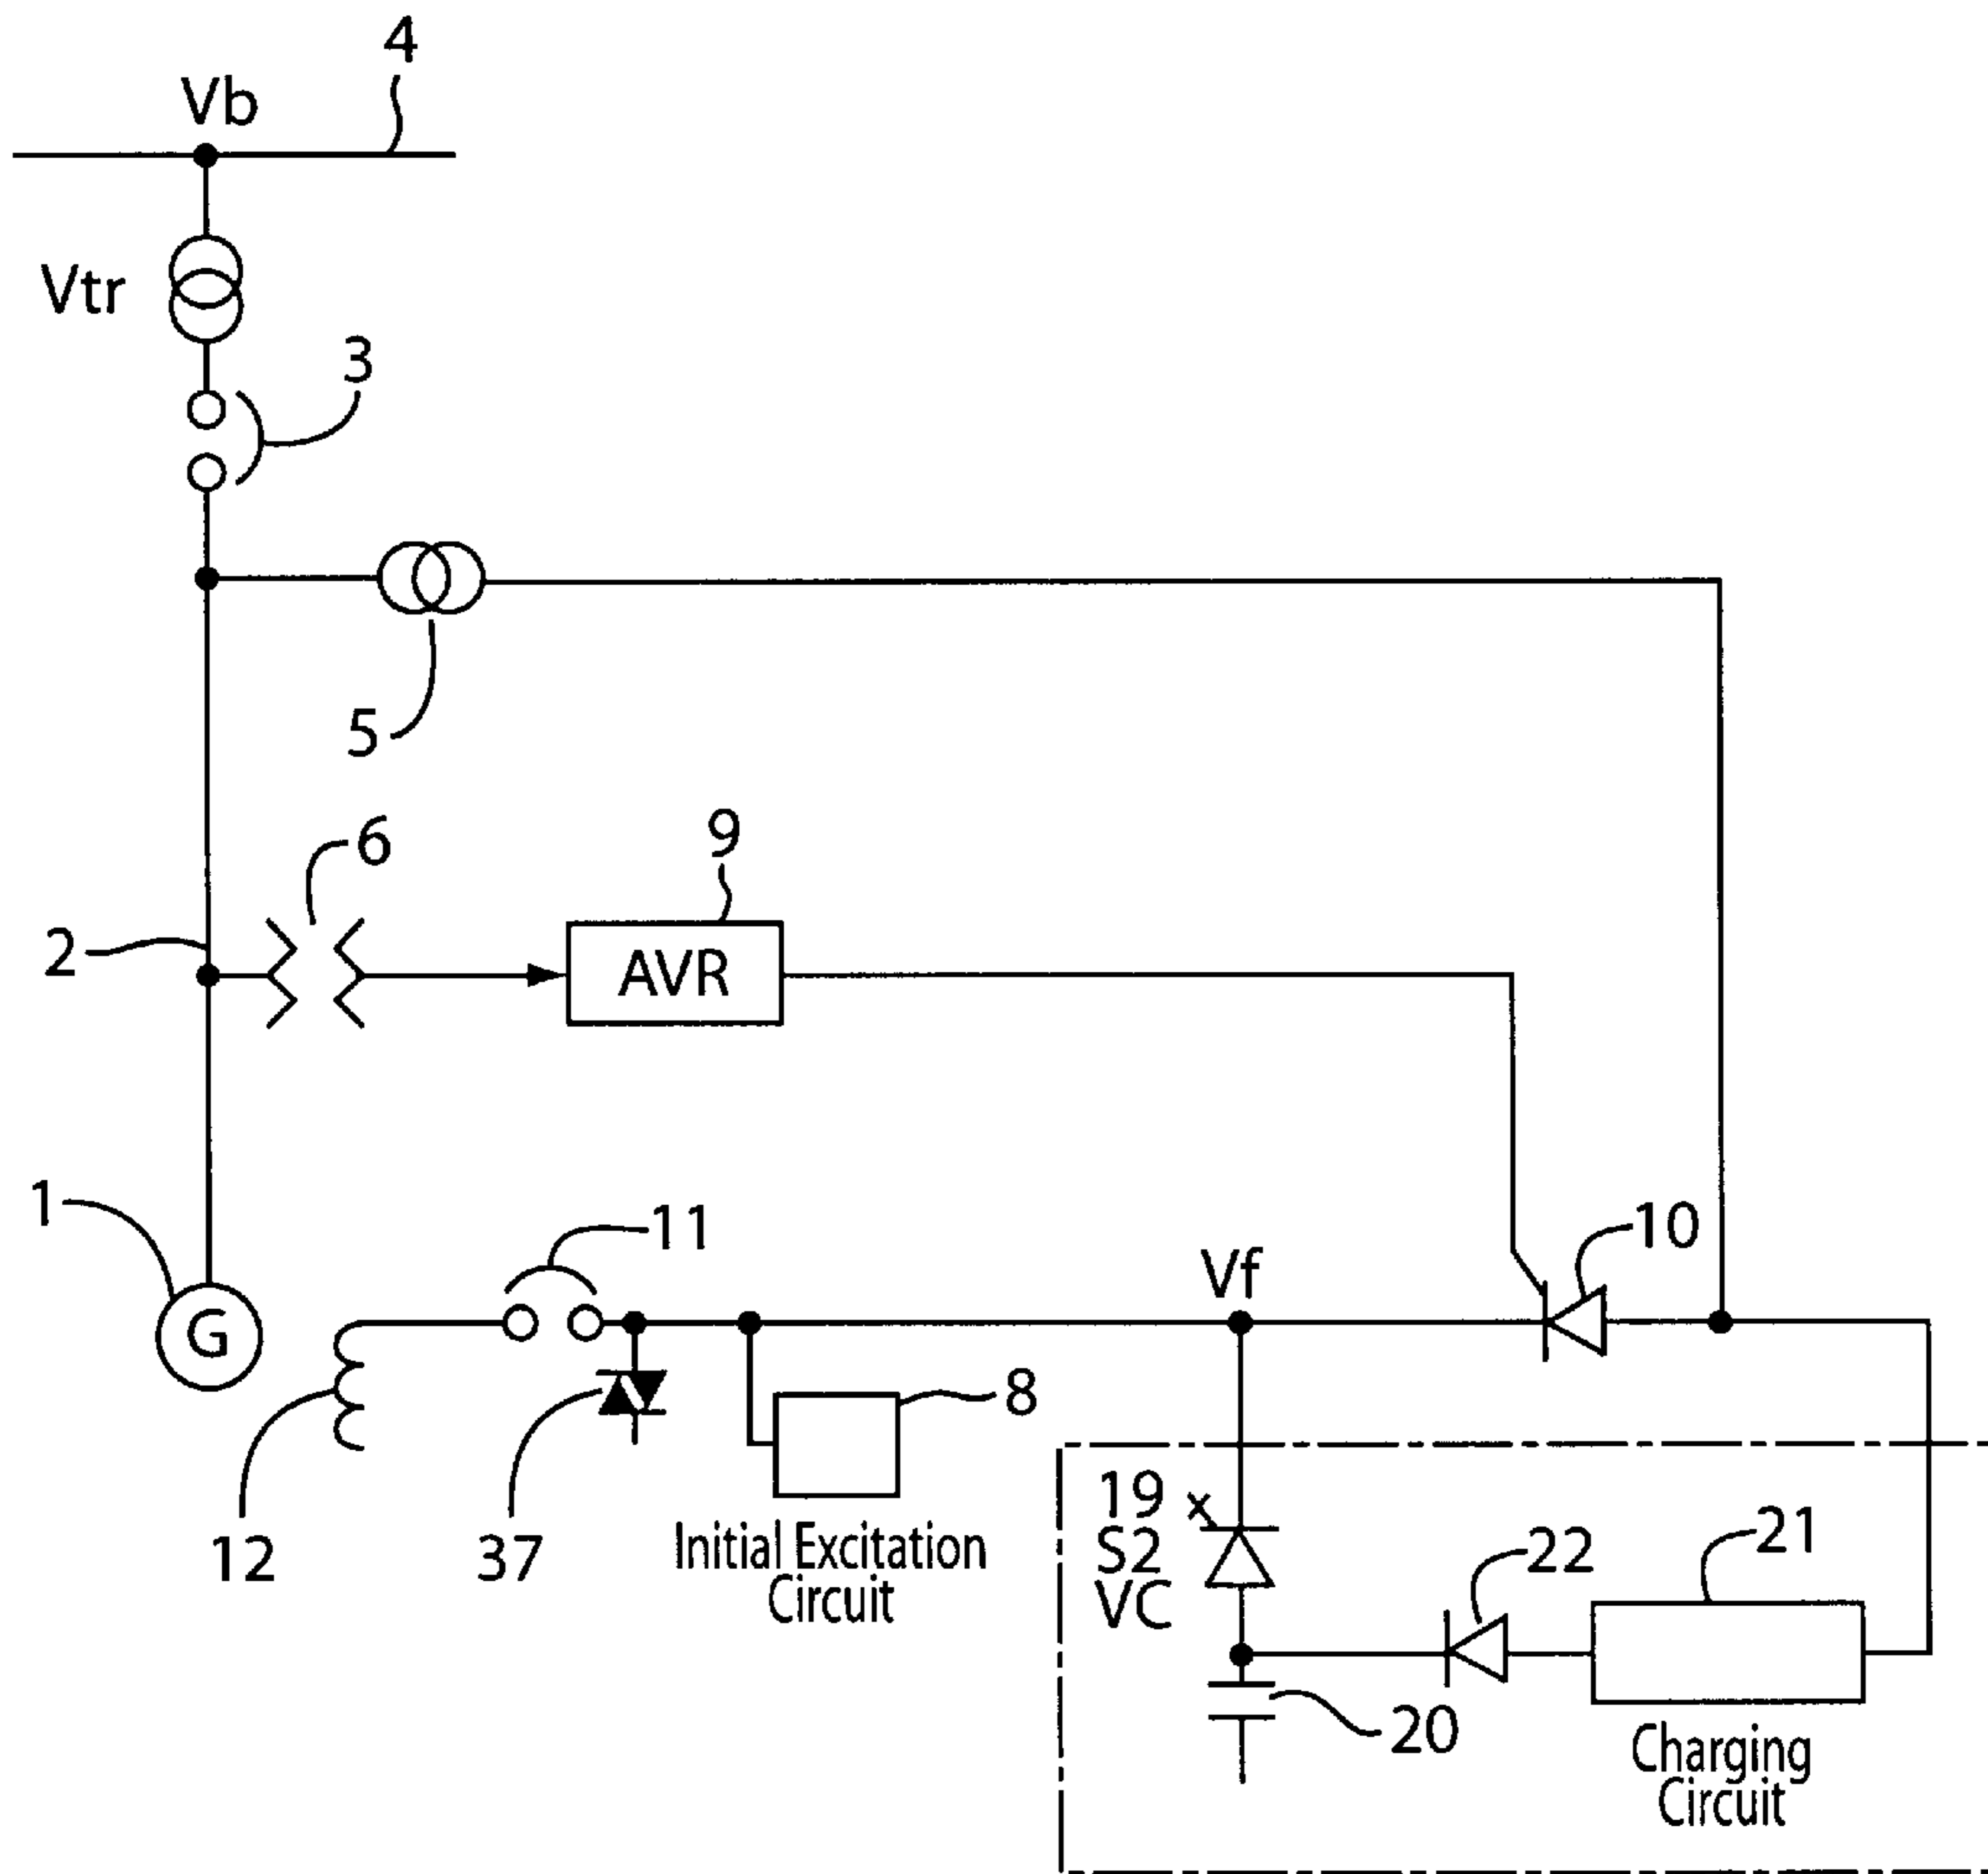 4
Vb
Vtr
3
5
6
9
2
AVR
1
11
10
Vf
G
8
12
37
Initial Excitation
Circuit
19
x
S2
VC
22
21
20
Charging
Circuit